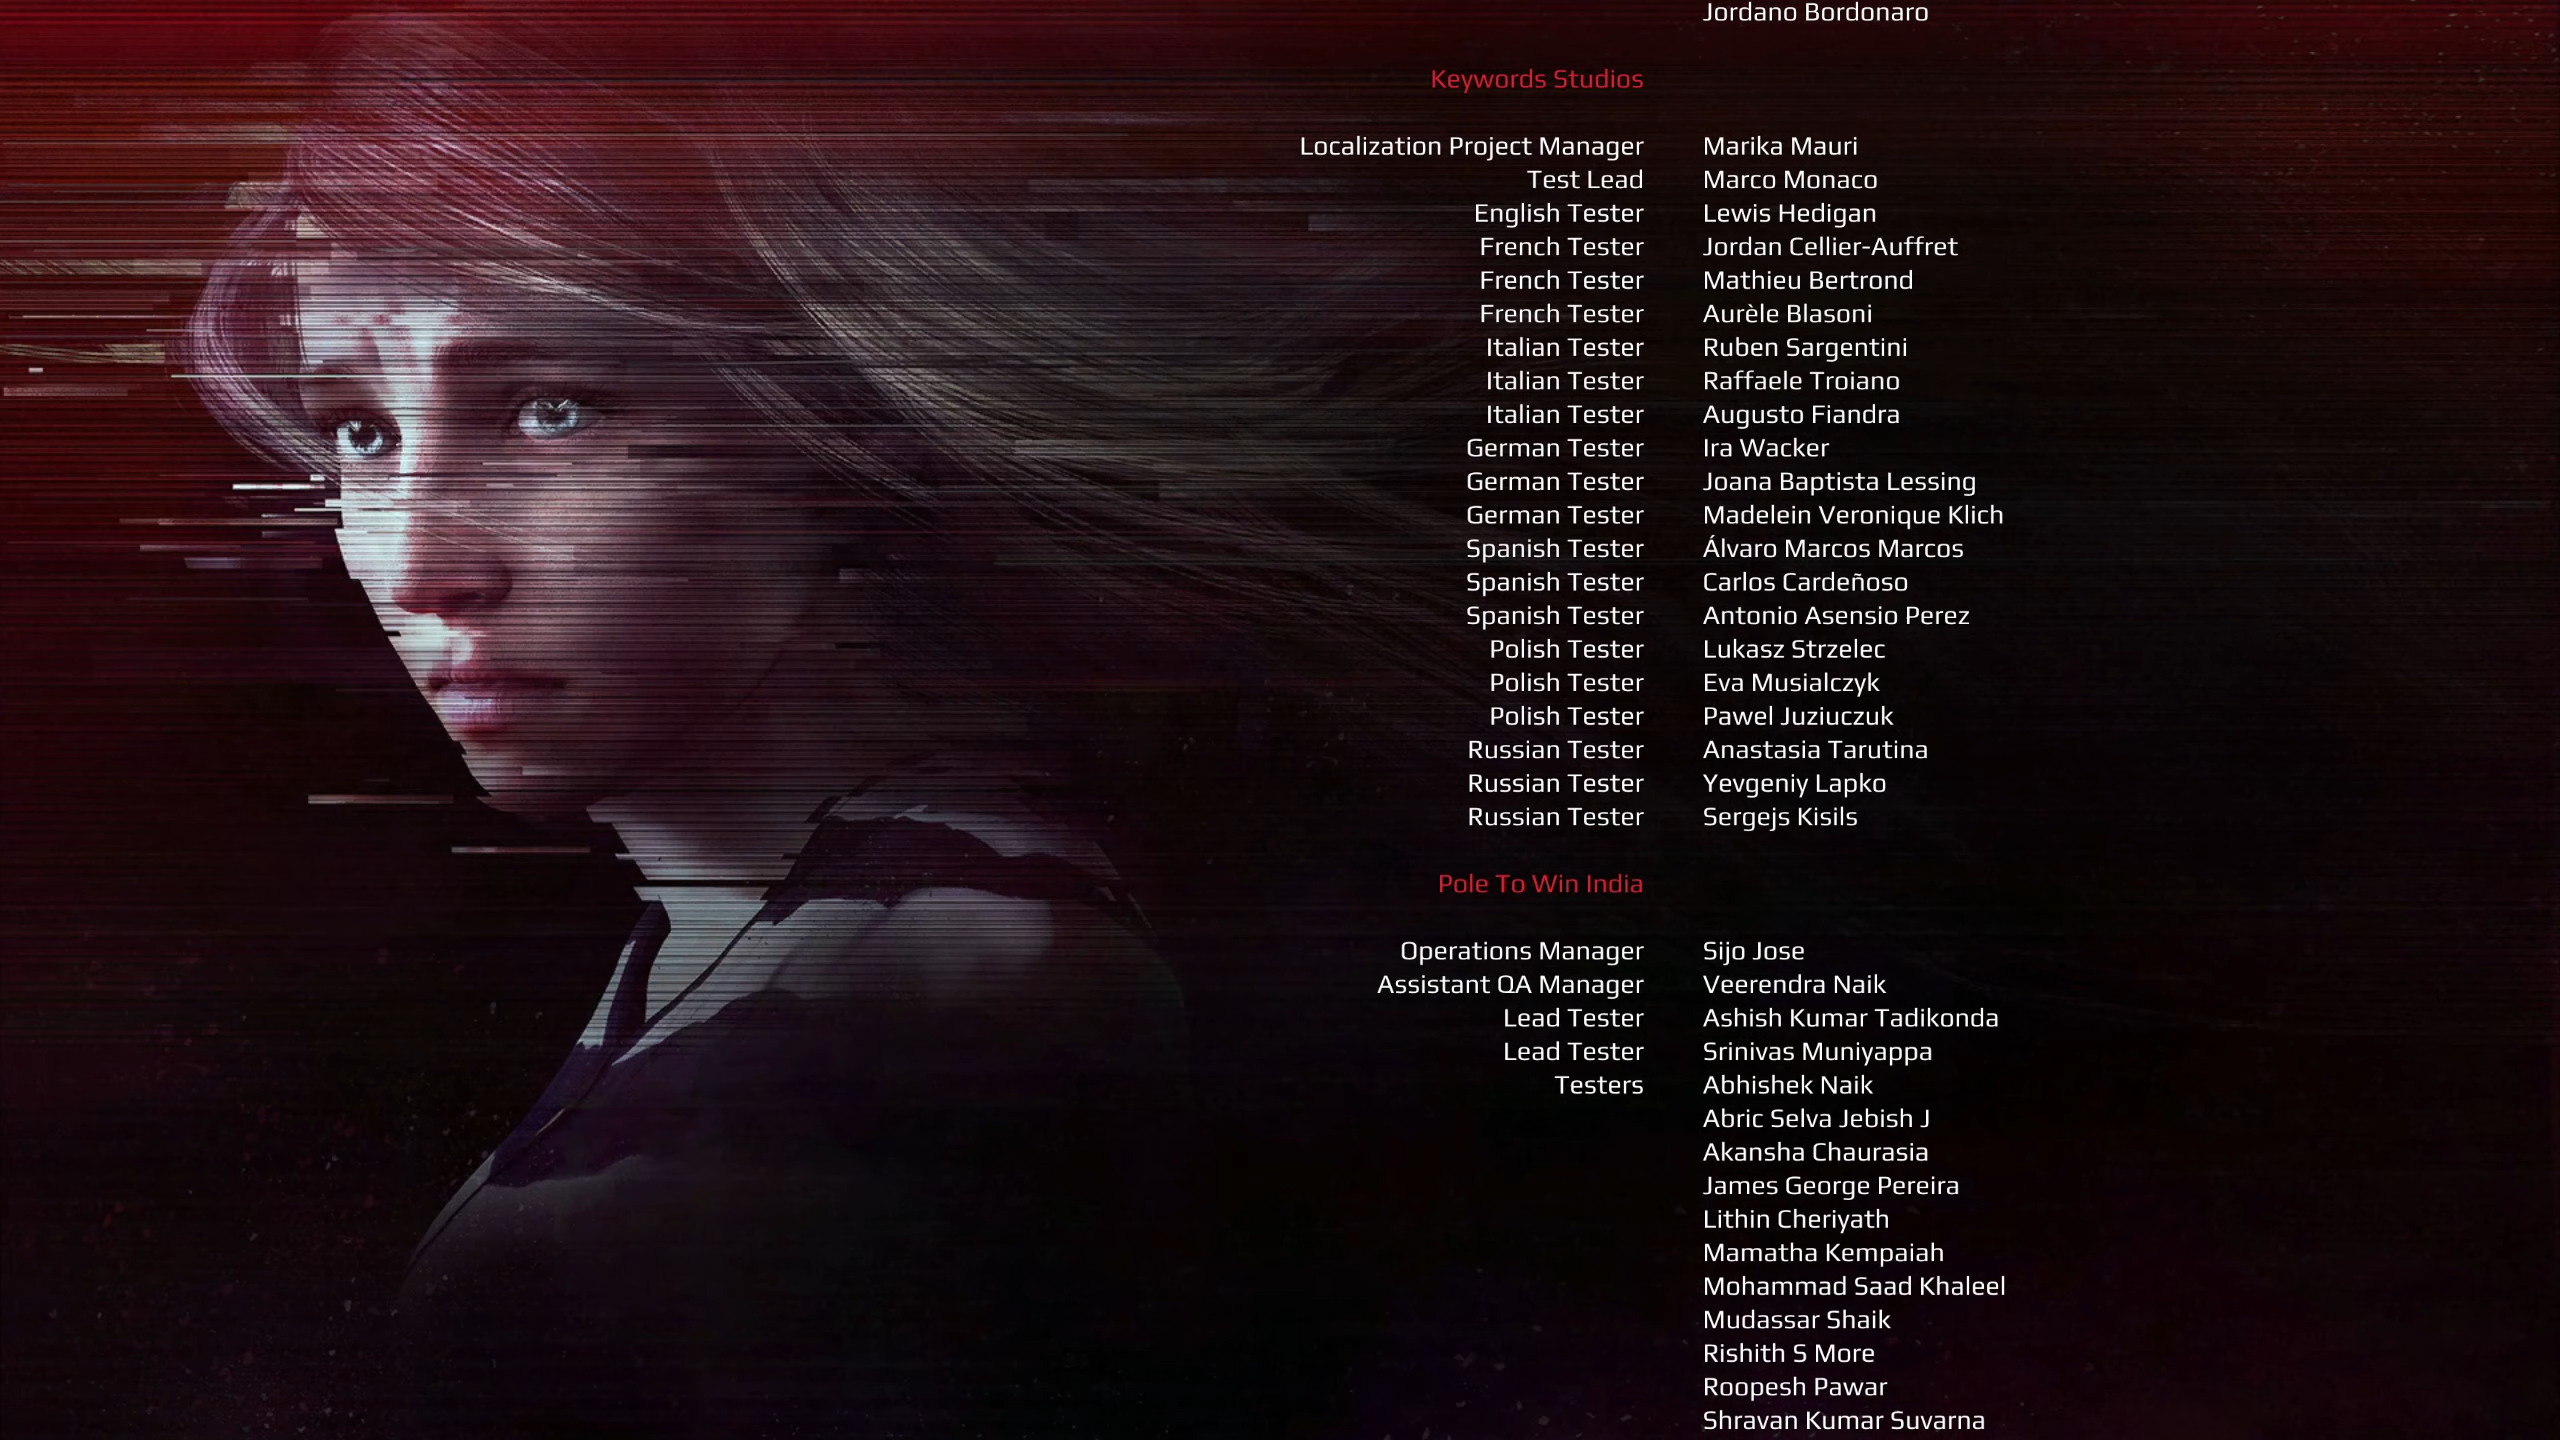 Jordano Bordonaro
Keywords Studios
Localization Project Manager Marika Mauri
Test Lead Marco Monaco
English Tester Lewis Hedigan
French Tester Jordan Cellier-Auffret
French Tester Mathieu Bertrond
French Tester Aurèle Blasoni
Italian Tester Ruben Sargentini
Italian Tester Raffaele Troiano
Italian Tester Augusto Fiandra
German Tester Ira Wacker
German Tester Joana Baptista Lessing
German Tester Madelein Veronique Klich
Spanish Tester Álvaro Marcos Marcos
Spanish Tester Carlos Cardeñoso
Spanish Tester Antonio Asensio Perez
Polish Tester Lukasz Strzelec
Polish Tester Eva Musialczyk
Polish Tester Pawel Juziuczuk
Russian Tester Anastasia Tarutina
Russian Tester Yevgeniy Lapko
Russian Tester Sergejs Kisils
Pole To Win India
Operations Manager Sijo Jose
Assistant QA Manager Veerendra Naik
Lead Tester Ashish Kumar Tadikonda
Lead Tester Srinivas Muniyappa
Testers Abhishek Naik
Abric Selva Jebish J
Akansha Chaurasia
James George Pereira
Lithin Cheriyath
Mamatha Kempaiah
Mohammad Saad Khaleel
Mudassar Shaik
Rishith S More
Roopesh Pawar
Shravan Kumar Suvarna